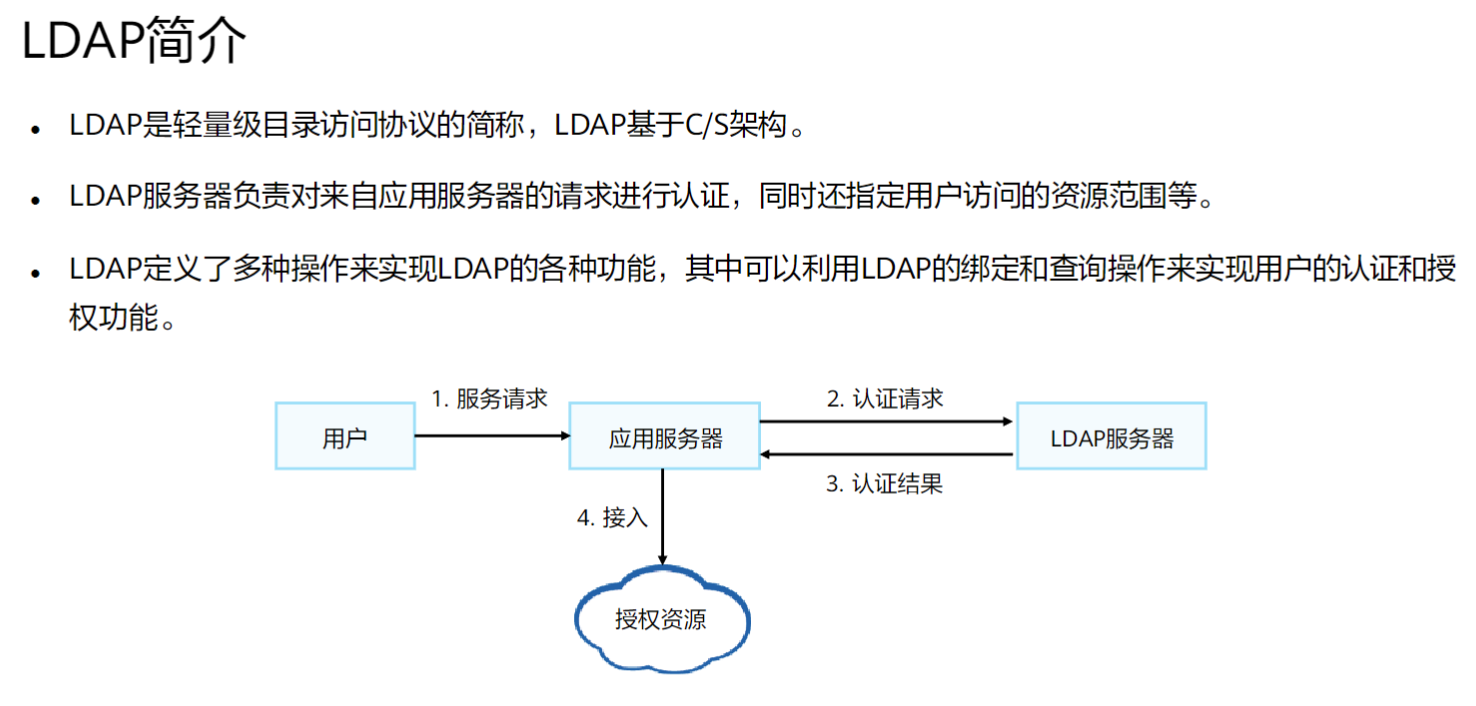 LDAP简介
• LDAP是轻量级目录访问协议的简称，LDAP基于C/S架构。
• LDAP服务器负责对来自应用服务器的请求进行认证，同时还指定用户访问的资源范围等。
• LDAP定义了多种操作来实现LDAP的各种功能，其中可以利用LDAP的绑定和查询操作来实现用户的认证和授
权功能。
1. 服务请求
2. 认证请求
用户
应用服务器
LDAP服务器
3. 认证结果
4. 接入
授权资源